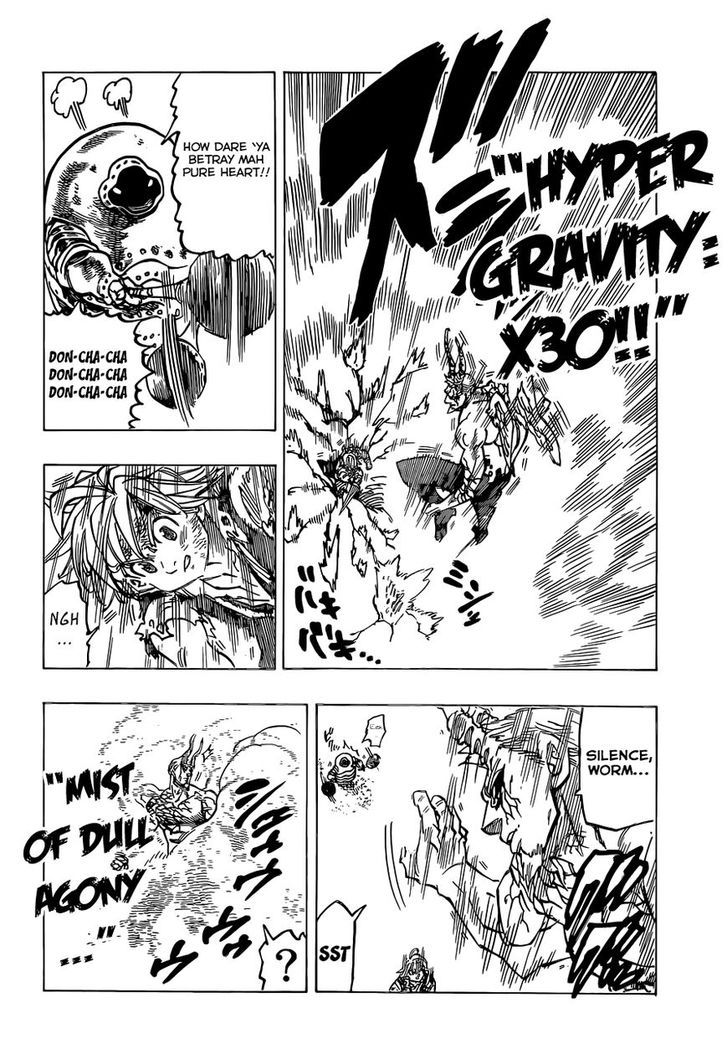 "HYPER
GRAVITY:
X30!!"
HOW DARE 'YA
BETRAY MAH
PURE HEART!!
DON-CHA-CHA
DON-CHA-CHA
DON-CHA-CHA
NGH
...
SILENCE,
WORM...
SST
"MIST
OF DULL
AGONY
..."
?